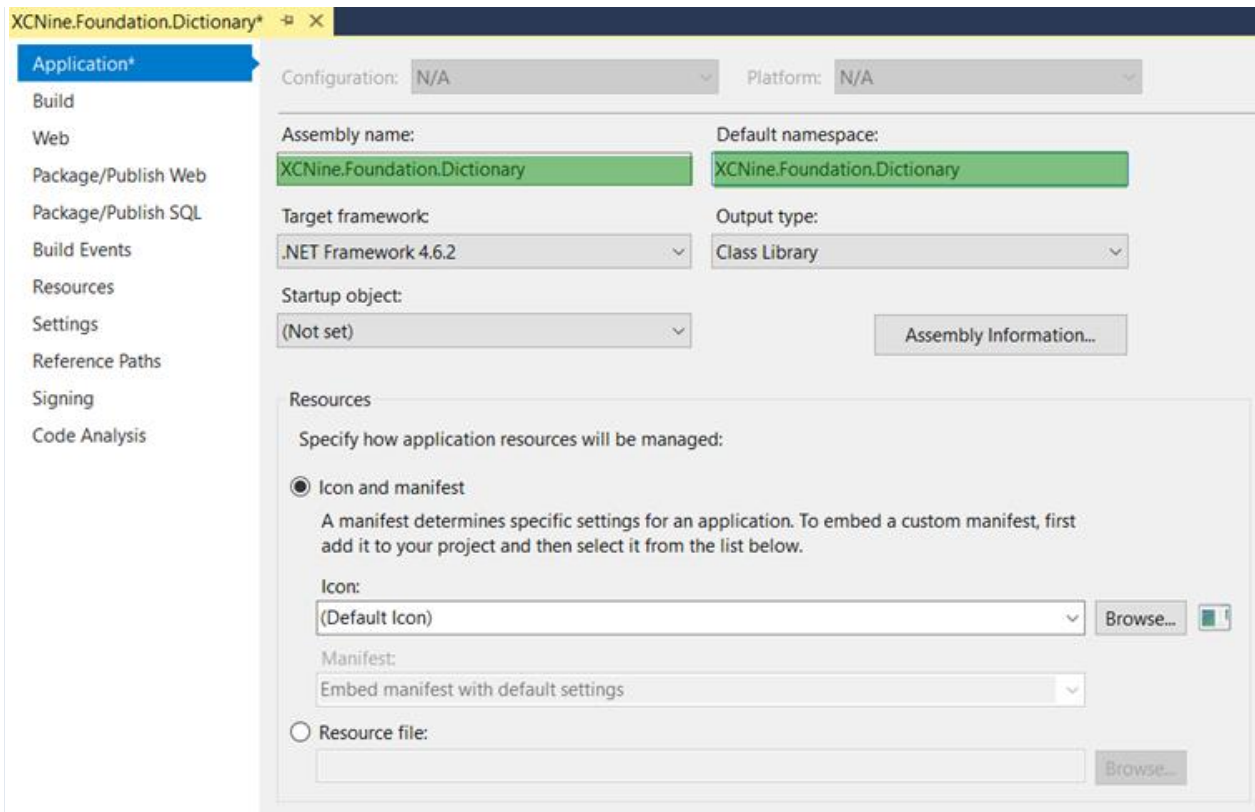 XCNine.Foundation.Dictionary*
Application*
Build
Web
Package/Publish Web
Package/Publish SQL
Build Events
Resources
Settings
Reference Paths
Signing
Code Analysis
Configuration: N/A Platform: N/A
Assembly name: Default namespace:
XCNine.Foundation.Dictionary XCNine.Foundation.Dictionary
Target framework: Output type:
.NET Framework 4.6.2 Class Library
Startup object:
(Not set) Assembly Information...
Resources
Specify how application resources will be managed:
Icon and manifest
A manifest determines specific settings for an application. To embed a custom manifest, first
add it to your project and then select it from the list below.
Icon:
(Default Icon) Browse...
Manifest:
Embed manifest with default settings
Resource file:
Browse...